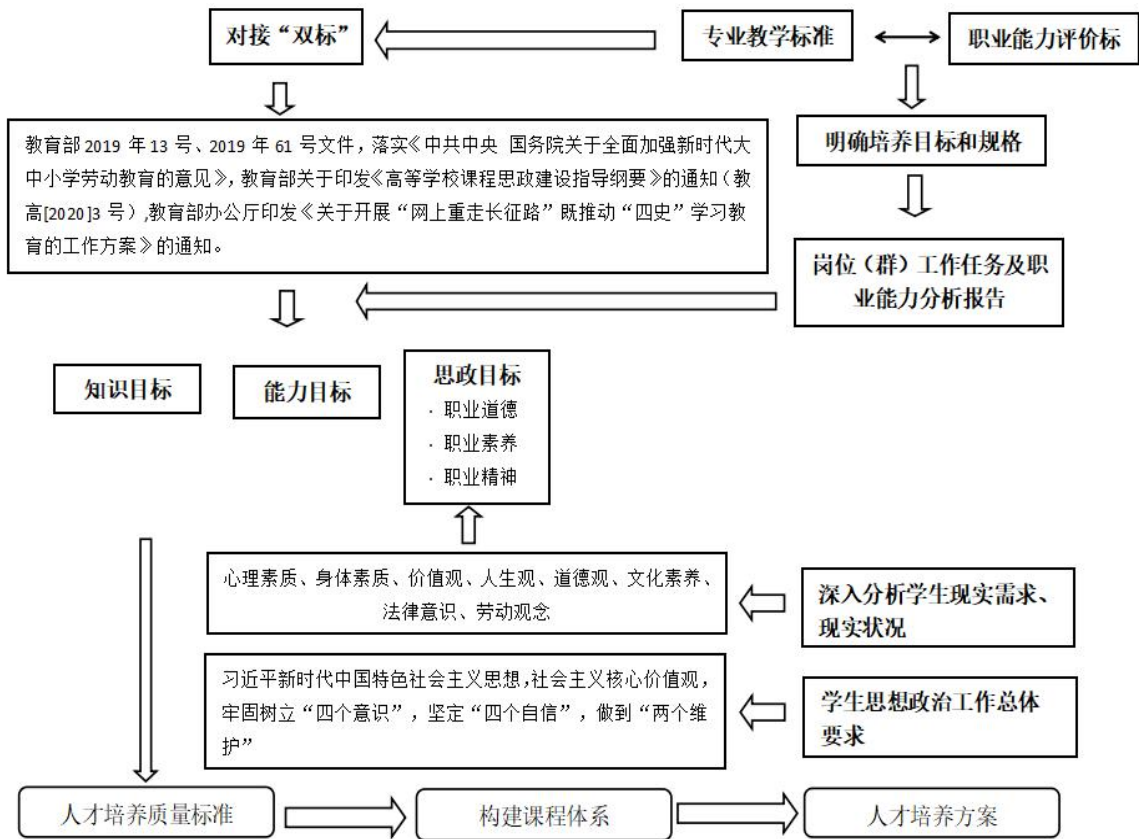 对接“双标”
专业教学标准
职业能力评价标
教育部 2019 年 13 号、2019 年 61 号文件，落实《中共中央 国务院关于全面加强新时代大
中小学劳动教育的意见》，教育部关于印发《高等学校课程思政建设指导纲要》的通知（教
高[2020]3 号）,教育部办公厅印发《关于开展“网上重走长征路”既推动“四史”学习教
育的工作方案》的通知。
明确培养目标和规格
岗位（群）工作任务及职
业能力分析报告
知识目标
能力目标
思政目标
· 职业道德
· 职业素养
· 职业精神
心理素质、身体素质、价值观、人生观、道德观、文化素养、
法律意识、劳动观念
深入分析学生现实需求、
现实状况
习近平新时代中国特色社会主义思想,社会主义核心价值观，
牢固树立“四个意识”，坚定“四个自信”，做到“两个维
护”
学生思想政治工作总体
要求
人才培养质量标准
构建课程体系
人才培养方案